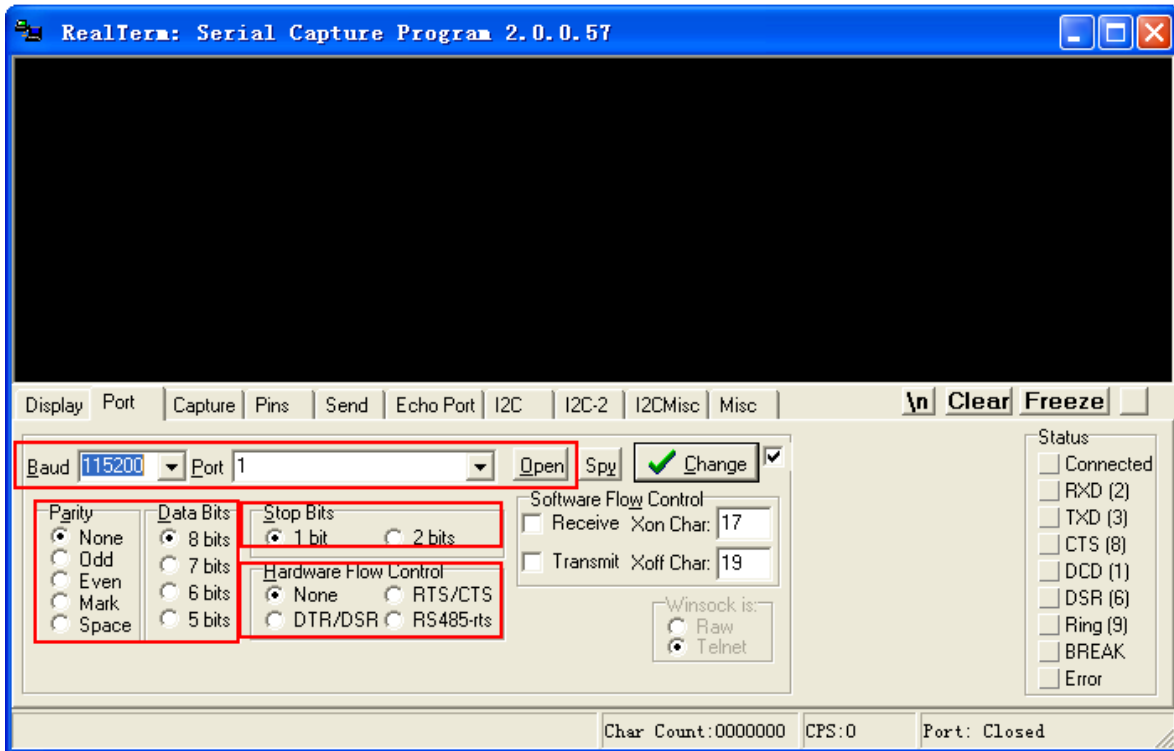 RealTerm: Serial Capture Program 2.0.0.57
Display Port Capture Pins Send Echo Port I2C I2C-2 I2CMisc Misc \n Clear Freeze
Status
Baud 115200 Port 1 Open Spy Change
Connected
RXD (2)
TXD (3)
CTS (8)
DCD (1)
DSR (6)
Ring (9)
BREAK
Error
Parity
None
Odd
Even
Mark
Space
Data Bits
8 bits
7 bits
6 bits
5 bits
Stop Bits
1 bit 2 bits
Hardware Flow Control
None RTS/CTS
DTR/DSR RS485-rts
Software Flow Control
Receive Xon Char: 17
Transmit Xoff Char: 19
Winsock is:
Raw
Telnet
Char Count:0000000 CPS:0 Port: Closed